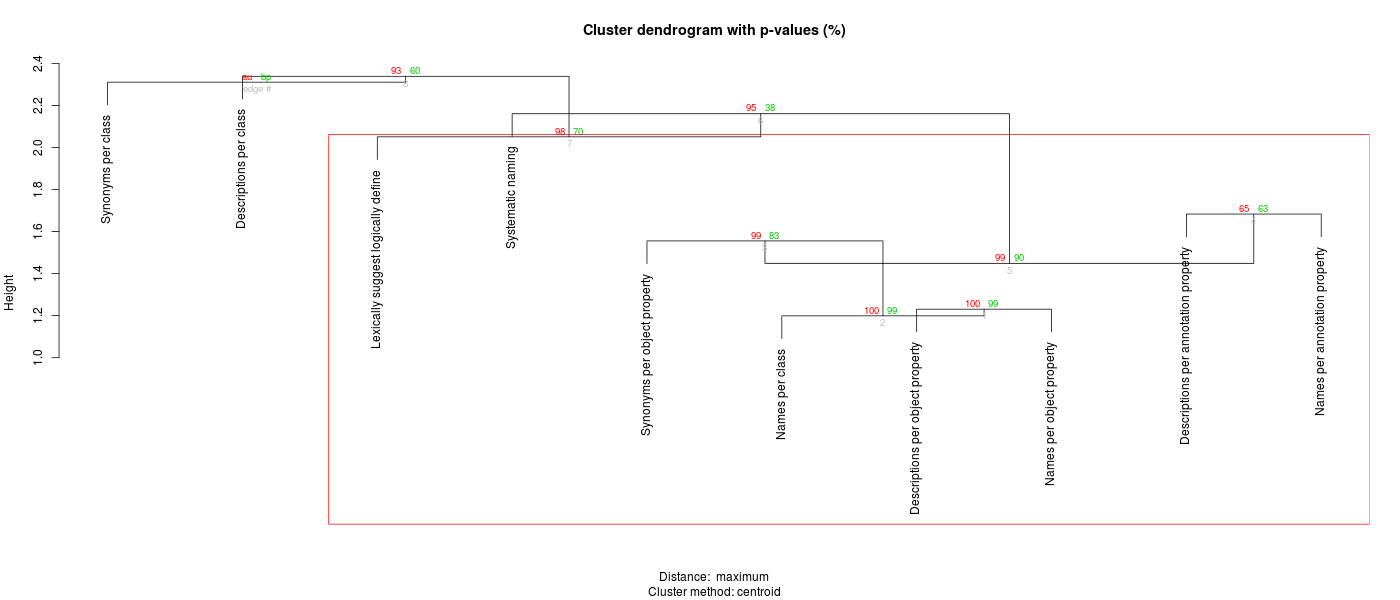 Cluster dendrogram with p-values (%)
Height
2.4
2.2
2.0
1.8
1.6
1.4
1.2
1.0
au bp
edge #
93 60
8
95 38
6
98 70
7
65 63
99 83
99 90
5
100 99
2
100 99
1
Synonyms per class
Descriptions per class
Lexically suggest logically define
Systematic naming
Synonyms per object property
Names per class
Descriptions per object property
Names per object property
Descriptions per annotation property
Names per annotation property
Distance: maximum
Cluster method: centroid